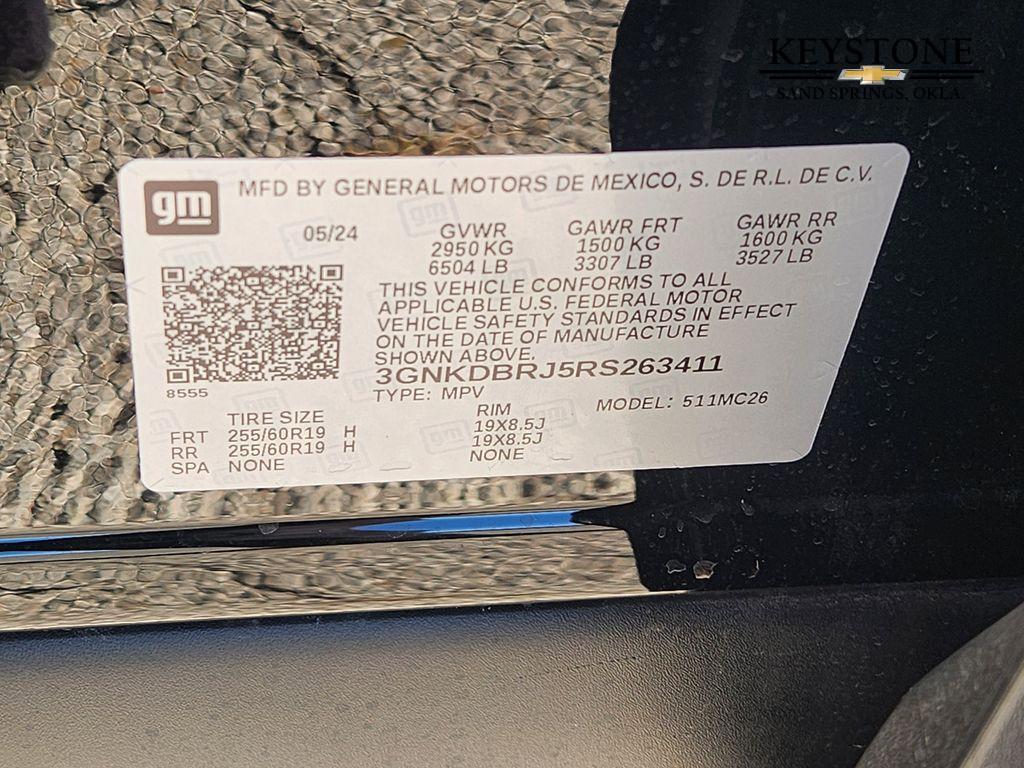 KEYSTONE
SAND SPRINGS, OKLA.
gm MFD BY GENERAL MOTORS DE MEXICO, S. DE R.L. DE C.V.
05/24 GVWR GAWR FRT GAWR RR
2950 KG 1500 KG 1600 KG
6504 LB 3307 LB 3527 LB
THIS VEHICLE CONFORMS TO ALL
APPLICABLE U.S. FEDERAL MOTOR
VEHICLE SAFETY STANDARDS IN EFFECT
ON THE DATE OF MANUFACTURE
SHOWN ABOVE.
3GNKDBRJ5RS263411
8555 TYPE: MPV MODEL: 511MC26
TIRE SIZE RIM
FRT 255/60R19 H 19X8.5J
RR 255/60R19 H 19X8.5J
SPA NONE NONE